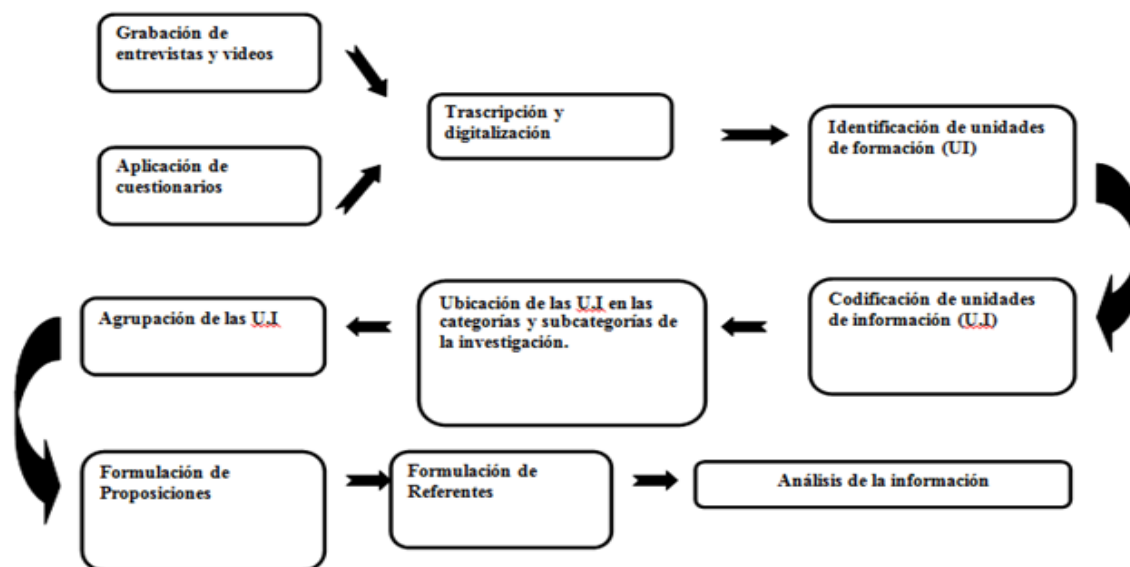 Grabación de
entrevistas y videos
Aplicación de
cuestionarios
Trascripción y
digitalización
Identificación de unidades
de formación (UI)
Codificación de unidades
de información (U.I)
Ubicación de las U.I en las
categorías y subcategorías de
la investigación.
Agrupación de las U.I
Formulación de
Proposiciones
Formulación de
Referentes
Análisis de la información